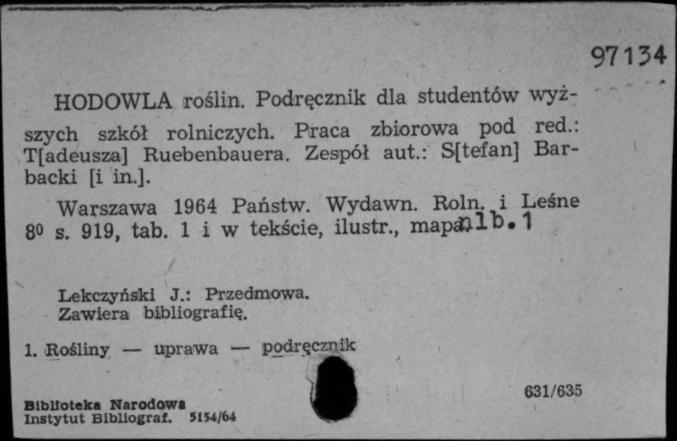 97134
HODOWLA roślin. Podręcznik dla studentów wyż-
szych szkół rolniczych. Praca zbiorowa pod red.:
T[adeusza] Ruebenbauera. Zespół aut.: S[tefan] Bar-
backi [i in.].
Warszawa 1964 Państw. Wydawn. Roln. i Leśne
8⁰ s. 919, tab. 1 i w tekście, ilustr., mapa nlb. 1
Lekczyński J.: Przedmowa.
Zawiera bibliografię.
1. Rośliny — uprawa — podręcznik
631/635
Biblioteka Narodowa
Instytut Bibliograf. 5154/64